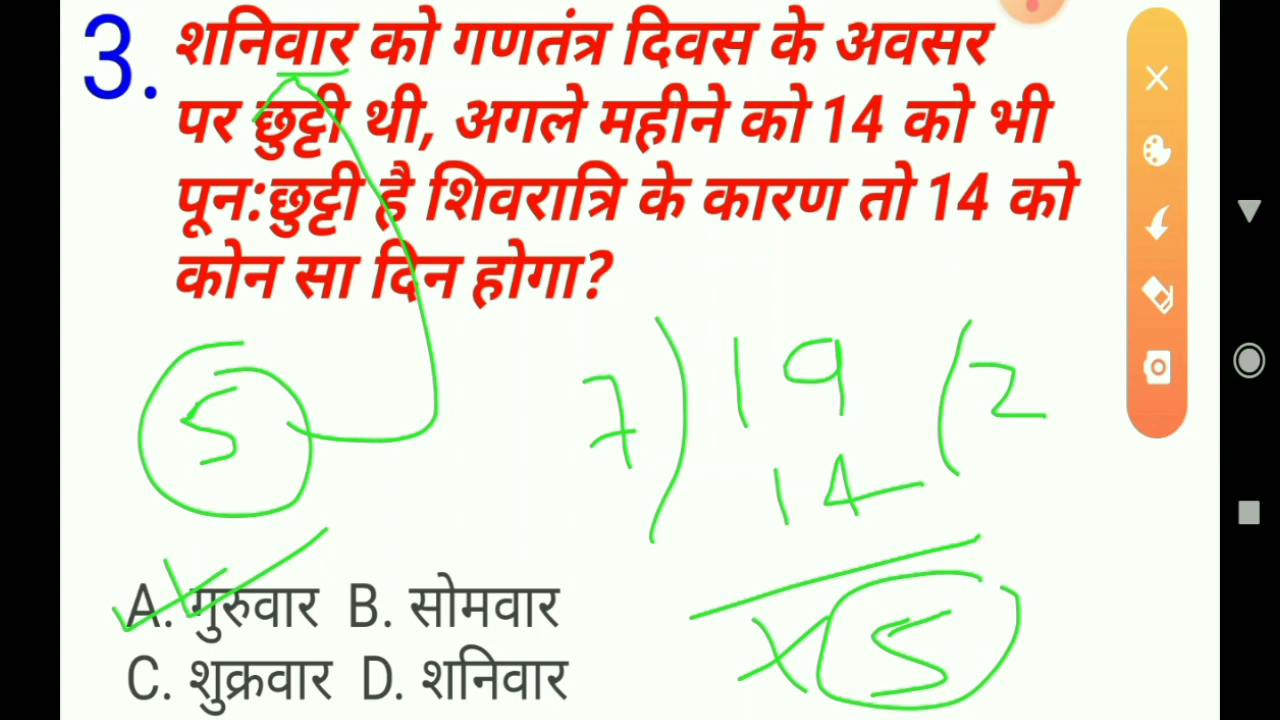 3. शनिवार को गणतंत्र दिवस के अवसर
पर छुट्टी थी, अगले महीने को 14 को भी
पून:छुट्टी है शिवरात्रि के कारण तो 14 को
कोन सा दिन होगा?
5
7) 19 (2
14
x5
A. गुरुवार B. सोमवार
C. शुक्रवार D. शनिवार